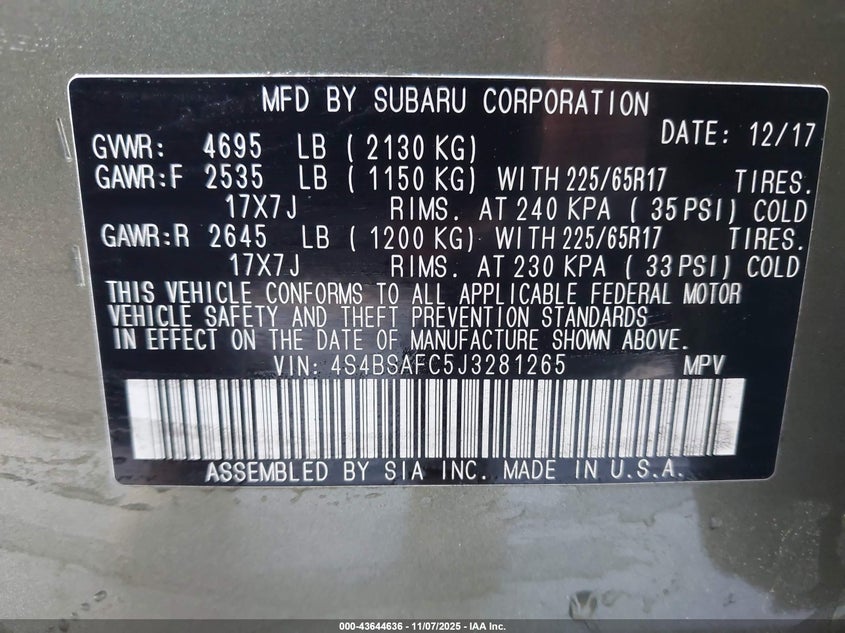 MFD BY SUBARU CORPORATION
DATE: 12/17
GVWR: 4695 LB ( 2130 KG)
GAWR:F 2535 LB ( 1150 KG) WITH 225/65R17 TIRES.
17X7J RIMS. AT 240 KPA ( 35 PSI) COLD
GAWR:R 2645 LB ( 1200 KG) WITH 225/65R17 TIRES.
17X7J RIMS. AT 230 KPA ( 33 PSI) COLD
THIS VEHICLE CONFORMS TO ALL APPLICABLE FEDERAL MOTOR
VEHICLE SAFETY AND THEFT PREVENTION STANDARDS
IN EFFECT ON THE DATE OF MANUFACTURE SHOWN ABOVE.
VIN: 4S4BSAFC5J3281265 MPV
ASSEMBLED BY SIA INC. MADE IN U.S.A.
000-43644636 - 11/07/2025 - IAA Inc.